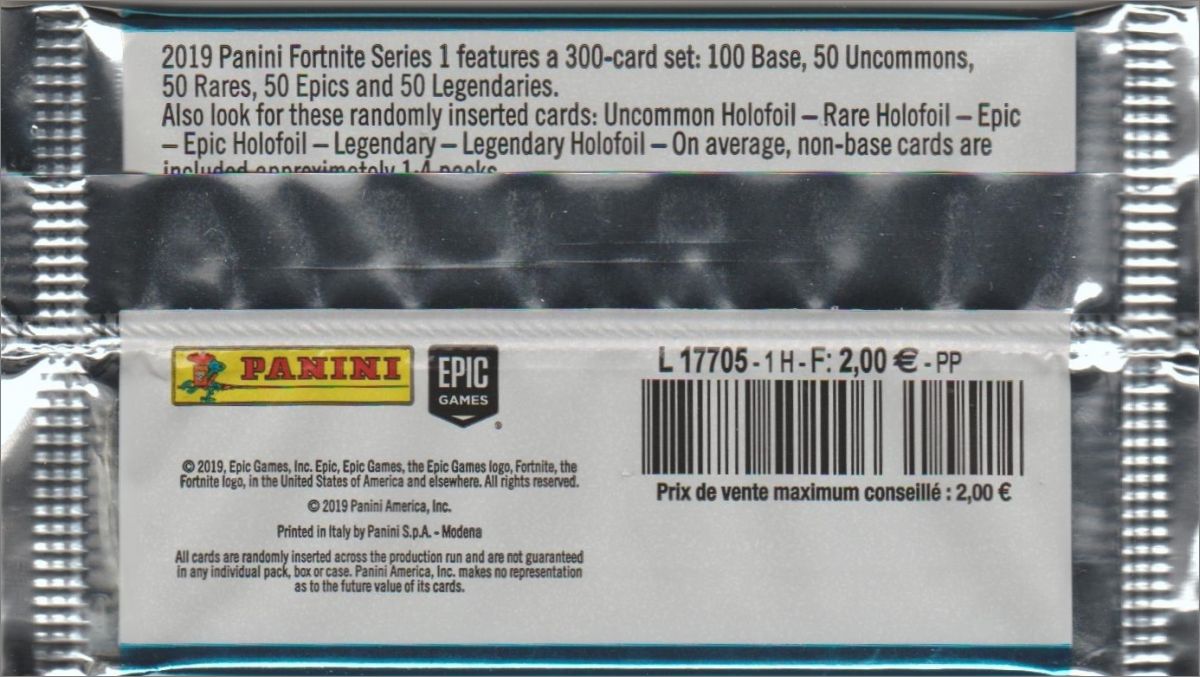 2019 Panini Fortnite Series 1 features a 300-card set: 100 Base, 50 Uncommons,
50 Rares, 50 Epics and 50 Legendaries.
Also look for these randomly inserted cards: Uncommon Holofoil – Rare Holofoil – Epic
– Epic Holofoil – Legendary – Legendary Holofoil – On average, non-base cards are
included approximately 1:4 packs
PANINI
EPIC
GAMES
®
L 17705 - 1 H - F: 2,00 € - PP
Prix de vente maximum conseillé : 2,00 €
© 2019, Epic Games, Inc. Epic, Epic Games, the Epic Games logo, Fortnite, the
Fortnite logo, in the United States of America and elsewhere. All rights reserved.
© 2019 Panini America, Inc.
Printed in Italy by Panini S.p.A. - Modena
All cards are randomly inserted across the production run and are not guaranteed
in any individual pack, box or case. Panini America, Inc. makes no representation
as to the future value of its cards.